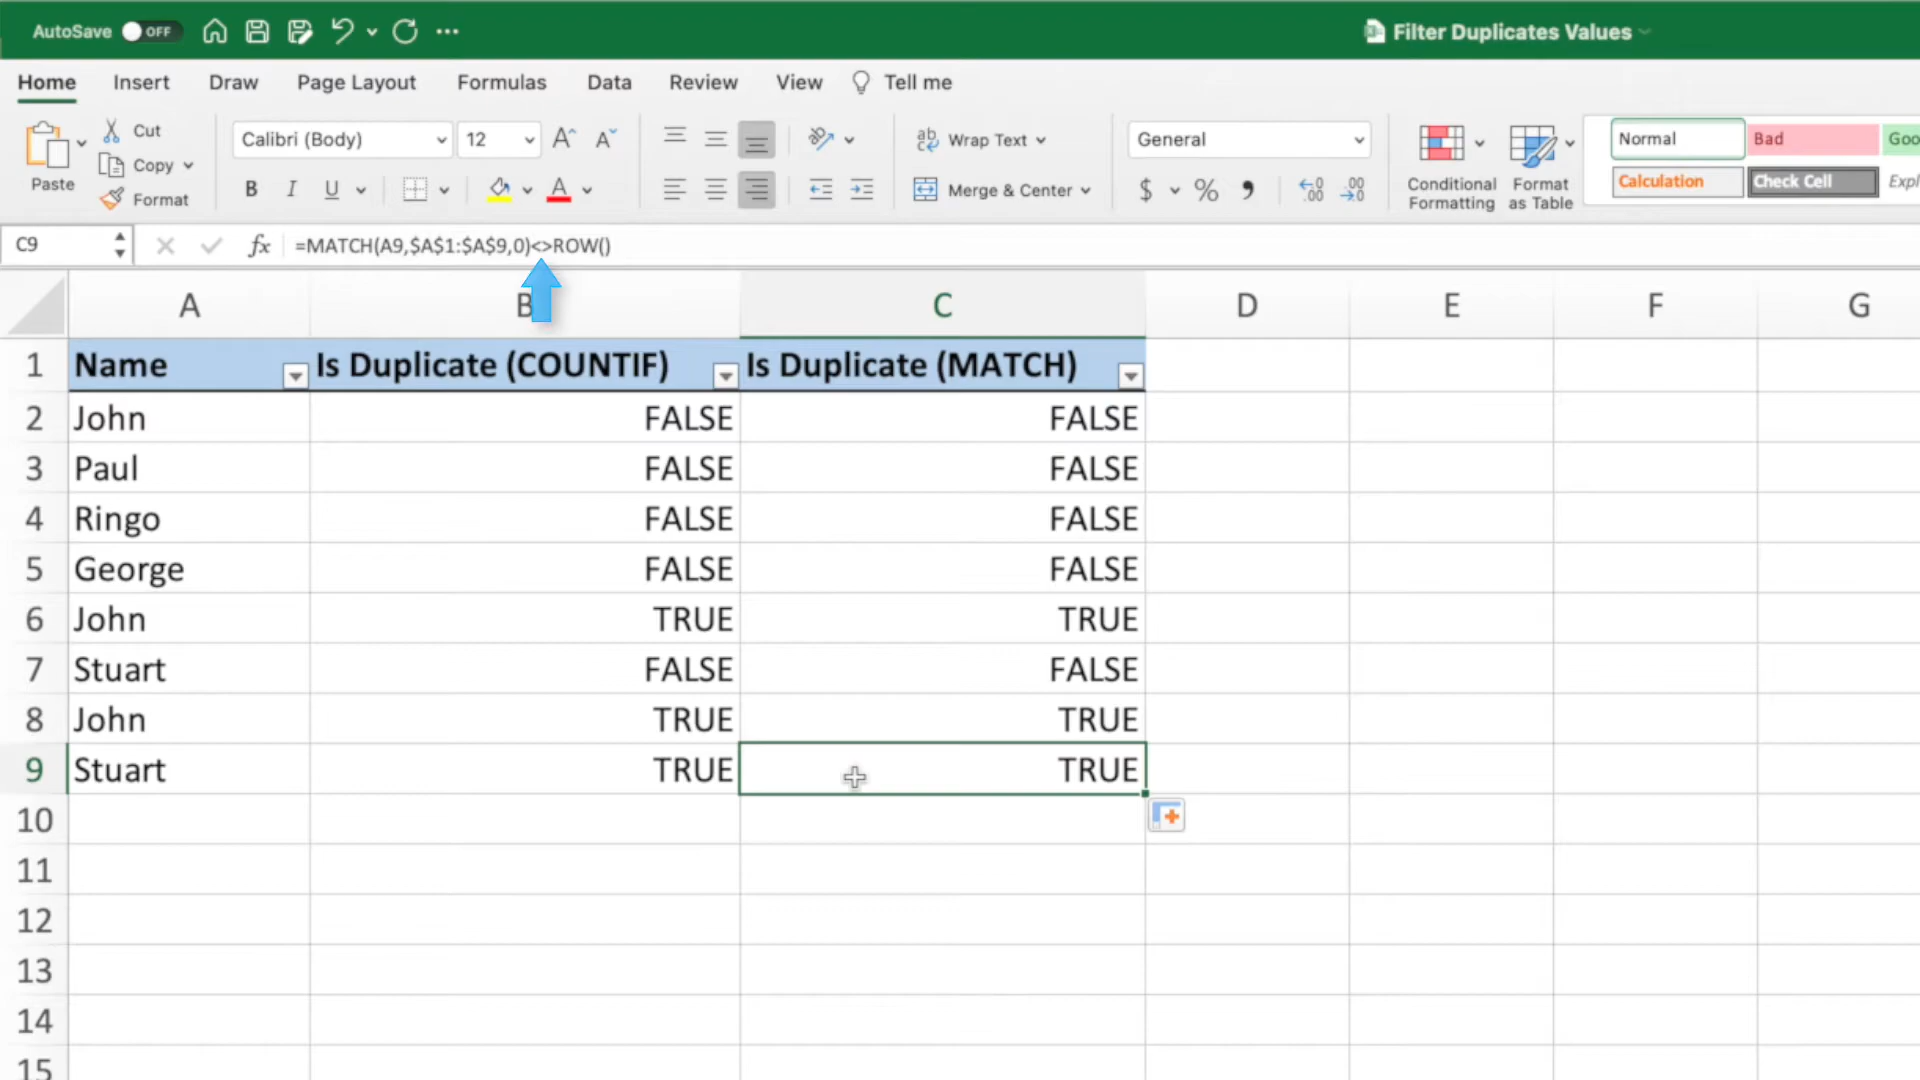 AutoSave OFF Filter Duplicates Values
Home Insert Draw Page Layout Formulas Data Review View Tell me
Paste Cut Copy Format
Calibri (Body) 12
B I U
Wrap Text
Merge & Center
General
$ % ,
Conditional Formatting
Format as Table
Normal Bad Goo
Calculation Check Cell Expl
C9 fx =MATCH(A9,$A$1:$A$9,0)<>ROW()
A B C D E F G
1 Name Is Duplicate (COUNTIF) Is Duplicate (MATCH)
2 John FALSE FALSE
3 Paul FALSE FALSE
4 Ringo FALSE FALSE
5 George FALSE FALSE
6 John TRUE TRUE
7 Stuart FALSE FALSE
8 John TRUE TRUE
9 Stuart TRUE TRUE
10
11
12
13
14
15